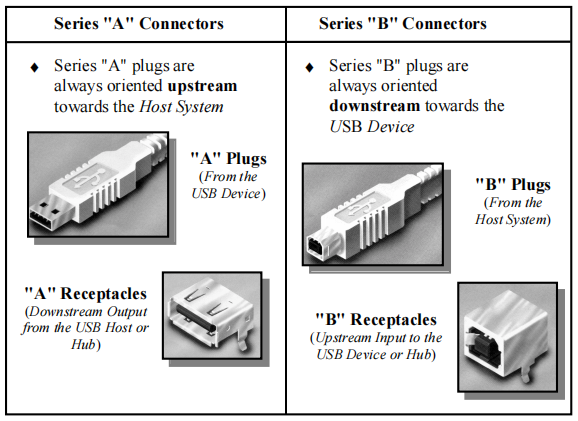 Series "A" Connectors
Series "B" Connectors
♦ Series "A" plugs are
always oriented upstream
towards the Host System
"A" Plugs
(From the
USB Device)
"A" Receptacles
(Downstream Output
from the USB Host or
Hub)
♦ Series "B" plugs are
always oriented
downstream towards the
USB Device
"B" Plugs
(From the
Host System)
"B" Receptacles
(Upstream Input to the
USB Device or Hub)